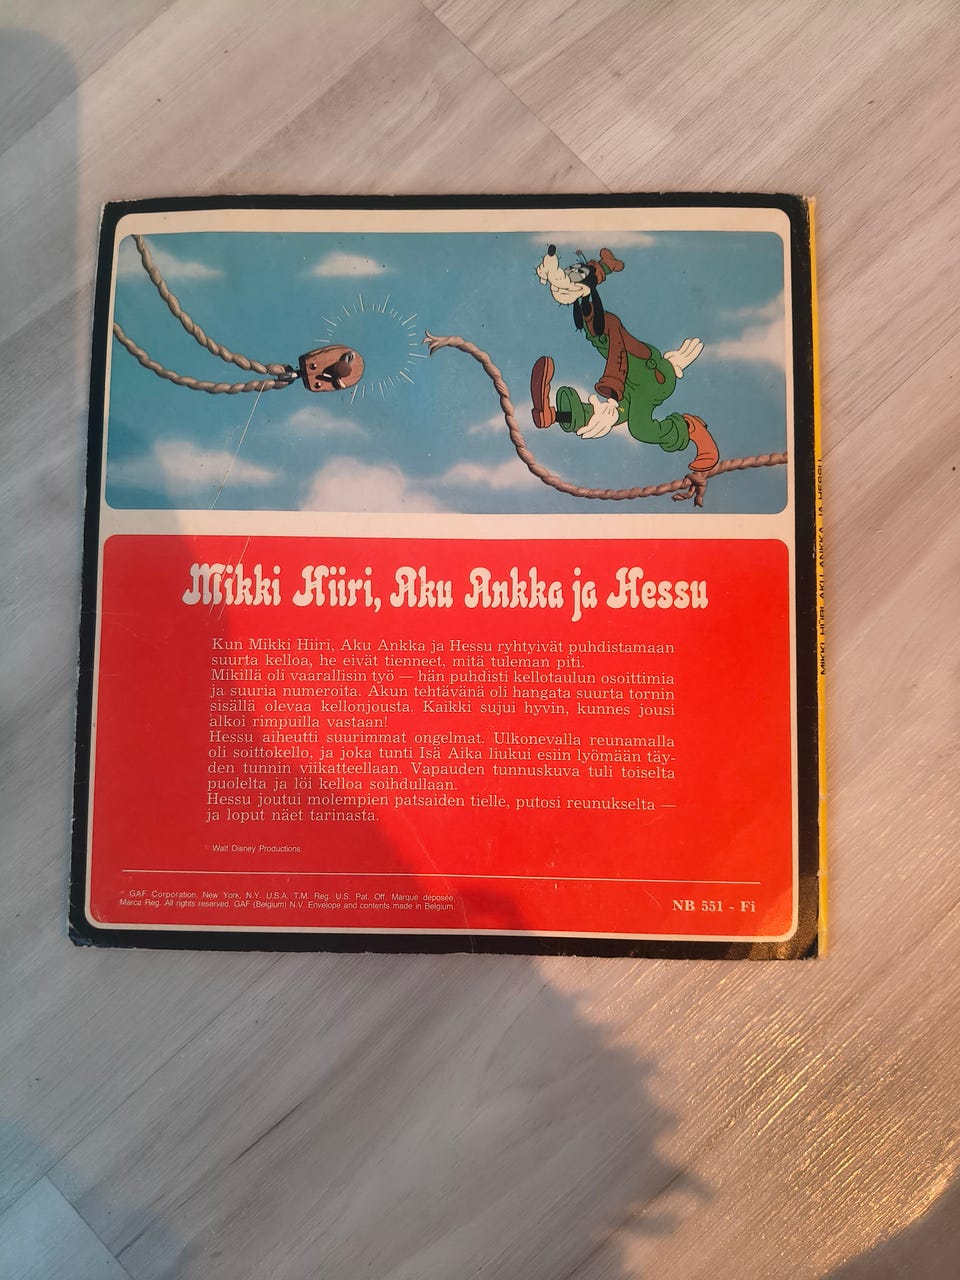 Mikki Hiiri, Aku Ankka ja Hessu
Kun Mikki Hiiri, Aku Ankka ja Hessu ryhtyivät puhdistamaan
suurta kelloa, he eivät tienneet, mitä tuleman piti.
Mikillä oli vaarallisin työ — hän puhdisti kellotaulun osoittimia
ja suuria numeroita. Akun tehtävänä oli hangata suurta tornin
sisällä olevaa kellonjousta. Kaikki sujui hyvin, kunnes jousi
alkoi rimpuilla vastaan!
Hessu aiheutti suurimmat ongelmat. Ulkonevalla reunamalla
oli soittokello, ja joka tunti Isä Aika liukui esiin lyömään täy-
den tunnin viikatteellaan. Vapauden tunnuskuva tuli toiselta
puolelta ja löi kelloa soihdullaan.
Hessu joutui molempien patsaiden tielle, putosi reunukselta —
ja loput näet tarinasta.
Walt Disney Productions.
GAF Corporation, New York, N.Y. U.S.A. T.M. Reg. U.S. Pat. Off. Marque déposée,
Marca Reg. All rights reserved. GAF (Belgium) N.V. Envelope and contents made in Belgium.
NB 551 - Fi
MIKKI HIIRI, AKU ANKKA JA HESSU